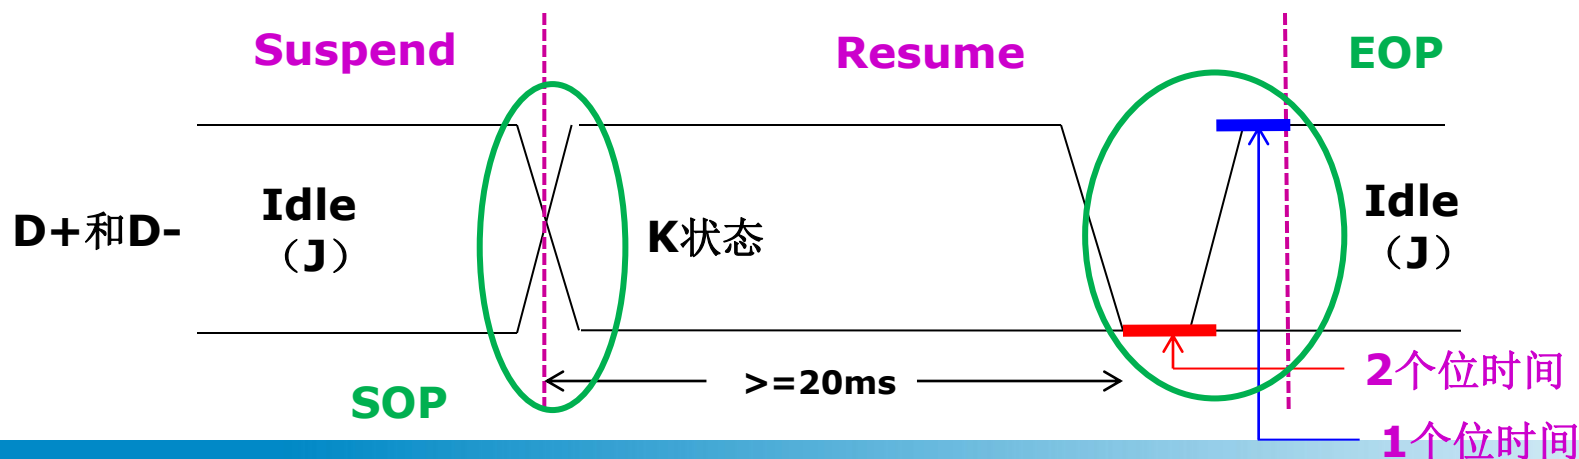 Suspend
Resume
EOP
D+和D-
Idle
（J）
K状态
Idle
（J）
SOP
>=20ms
2个位时间
1个位时间